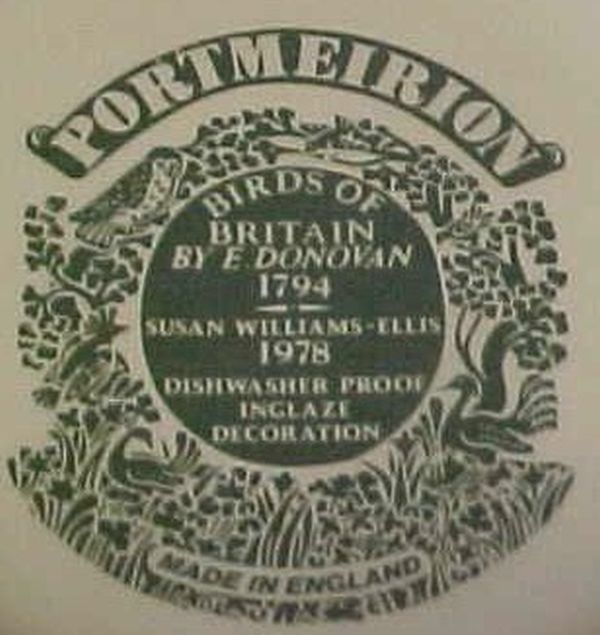 PORTMEIRION
BIRDS OF
BRITAIN
BY E DONOVAN
1794
SUSAN WILLIAMS-ELLIS
1978
DISHWASHER PROOF
INGLAZE
DECORATION
MADE IN ENGLAND